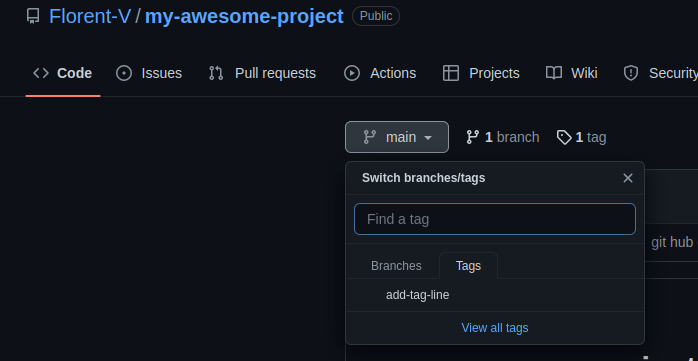 Florent-V / my-awesome-project Public
Code Issues Pull requests Actions Projects Wiki Security
main 1 branch 1 tag
Switch branches/tags
Find a tag
git hub
Branches Tags
add-tag-line
View all tags